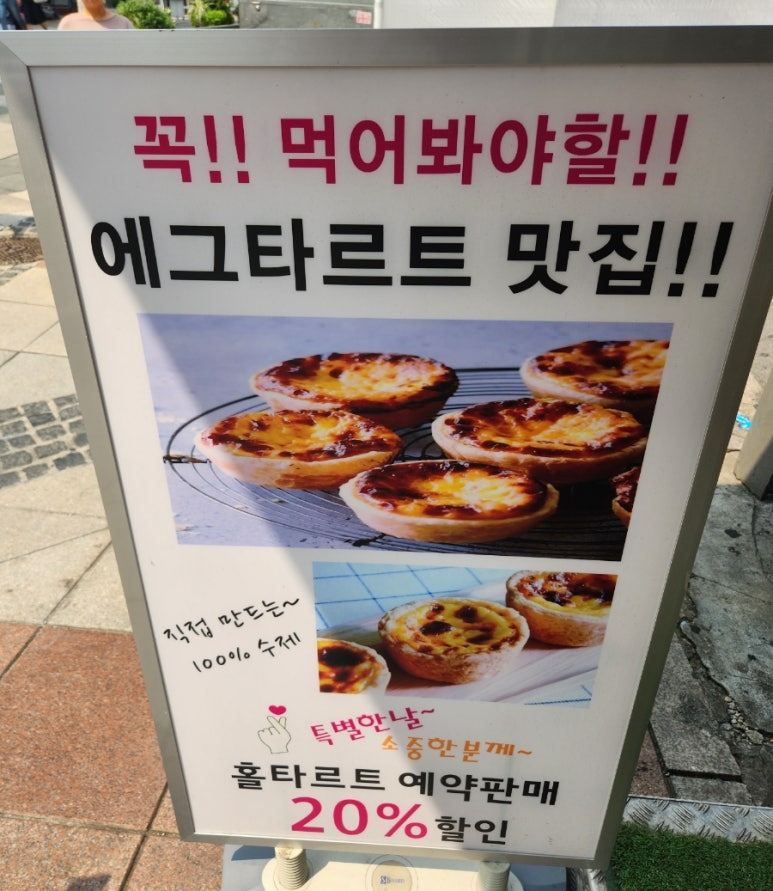 꼭!! 먹어봐야할!!
에그타르트 맛집!!
직접 만드는~
100% 수제
특별한날~
소중한분께~
홀타르트 예약판매
20%할인